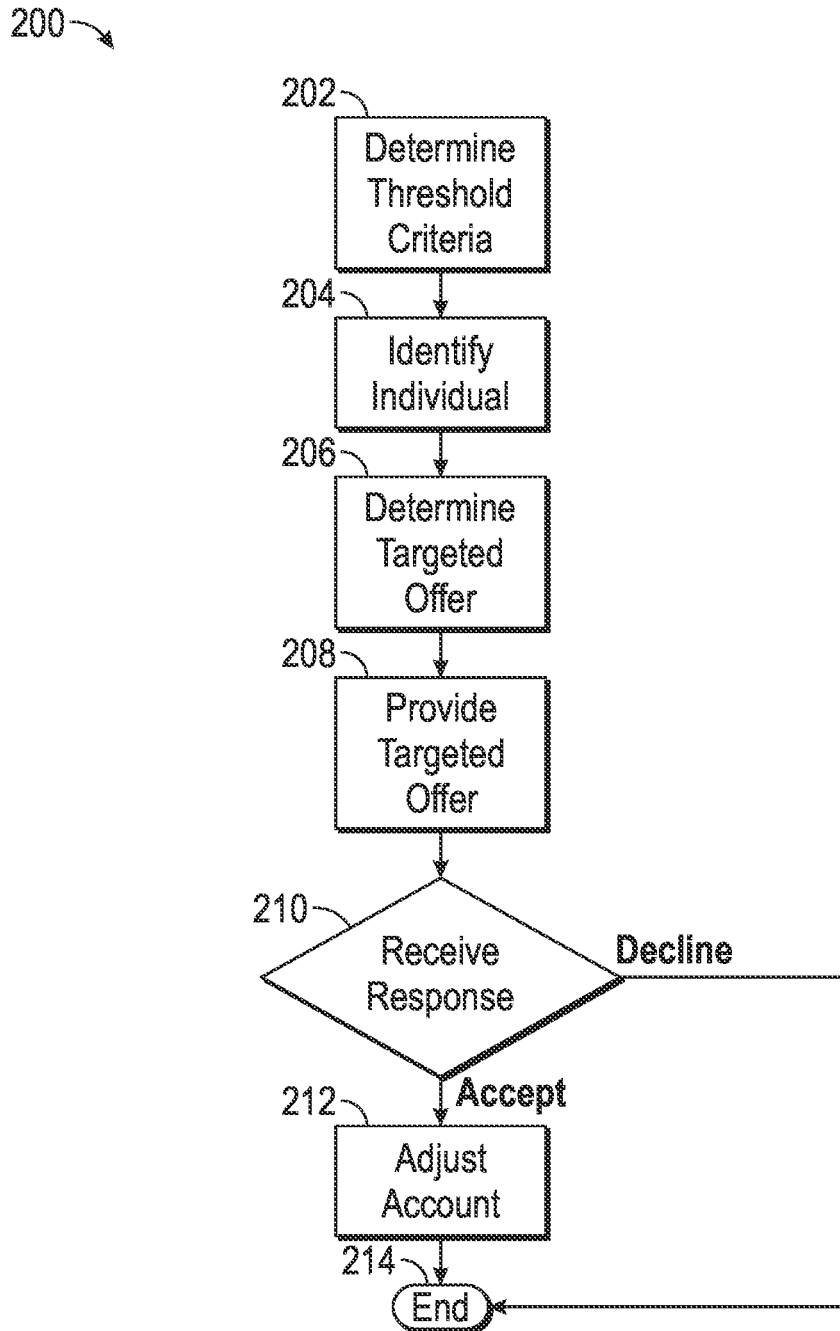 200
202
Determine
Threshold
Criteria
204
Identify
Individual
206
Determine
Targeted
Offer
208
Provide
Targeted
Offer
210
Receive
Response
Decline
Accept
212
Adjust
Account
214
End